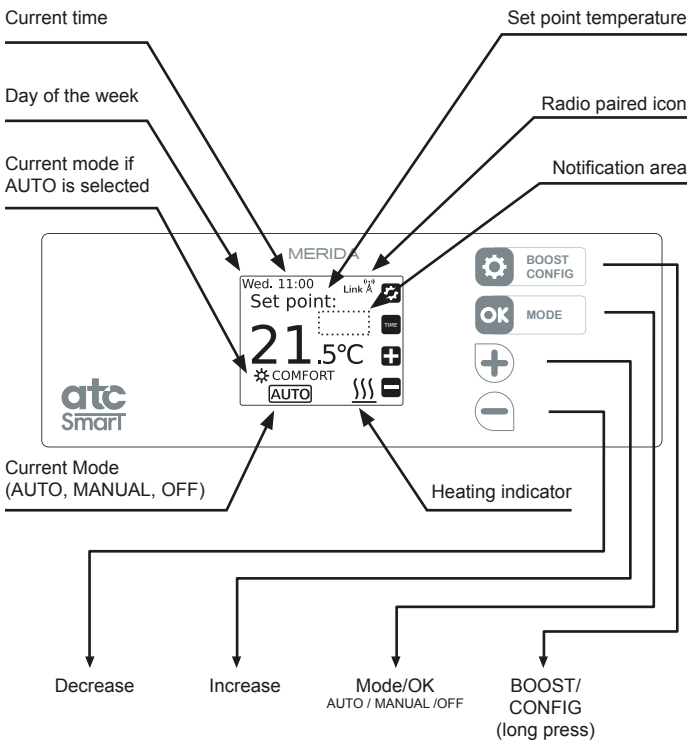 Current time
Set point temperature
Day of the week
Radio paired icon
Current mode if
AUTO is selected
Notification area
MERIDA
Wed. 11:00
Link
Set point:
TIME
21.5°C
COMFORT
AUTO
BOOST
CONFIG
OK
MODE
atc
SmarT
Current Mode
(AUTO, MANUAL, OFF)
Heating indicator
Decrease
Increase
Mode/OK
AUTO / MANUAL /OFF
BOOST/
CONFIG
(long press)